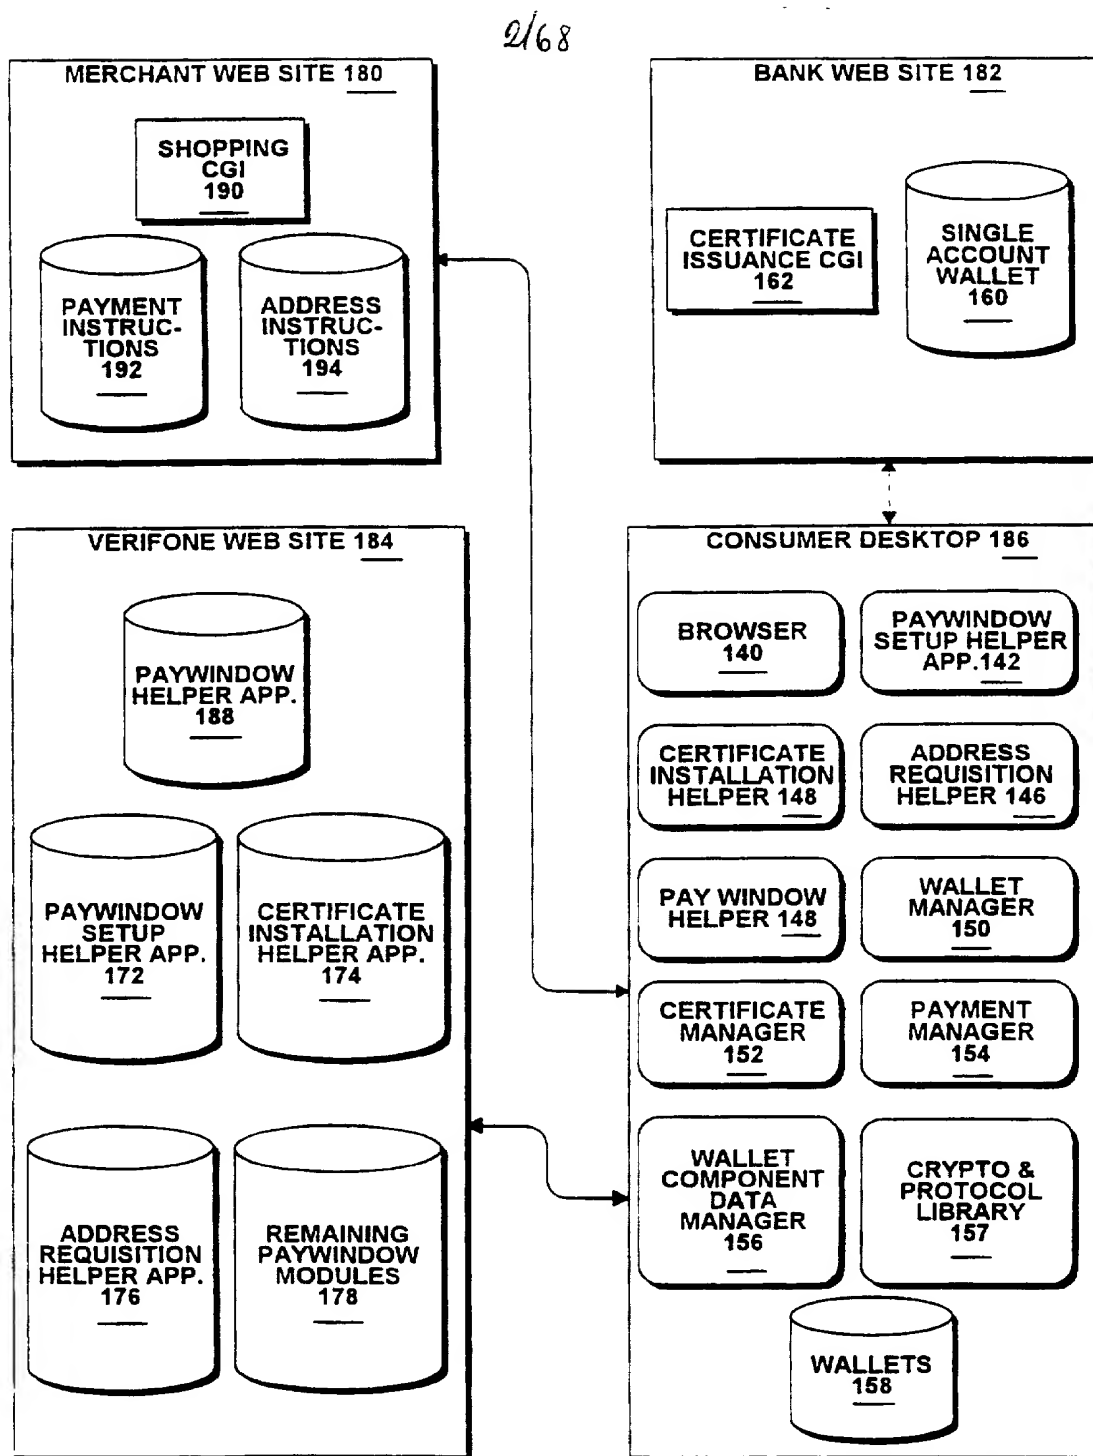 2/68
MERCHANT WEB SITE 180
SHOPPING
CGI
190
PAYMENT
INSTRUC-
TIONS
192
ADDRESS
INSTRUC-
TIONS
194
BANK WEB SITE 182
CERTIFICATE
ISSUANCE CGI
162
SINGLE
ACCOUNT
WALLET
160
VERIFONE WEB SITE 184
PAYWINDOW
HELPER APP.
188
PAYWINDOW
SETUP
HELPER APP.
172
CERTIFICATE
INSTALLATION
HELPER APP.
174
ADDRESS
REQUISITION
HELPER APP.
176
REMAINING
PAYWINDOW
MODULES
178
CONSUMER DESKTOP 186
BROWSER
140
PAYWINDOW
SETUP HELPER
APP.142
CERTIFICATE
INSTALLATION
HELPER 148
ADDRESS
REQUISITION
HELPER 146
PAY WINDOW
HELPER 148
WALLET
MANAGER
150
CERTIFICATE
MANAGER
152
PAYMENT
MANAGER
154
WALLET
COMPONENT
DATA
MANAGER
156
CRYPTO &
PROTOCOL
LIBRARY
157
WALLETS
158